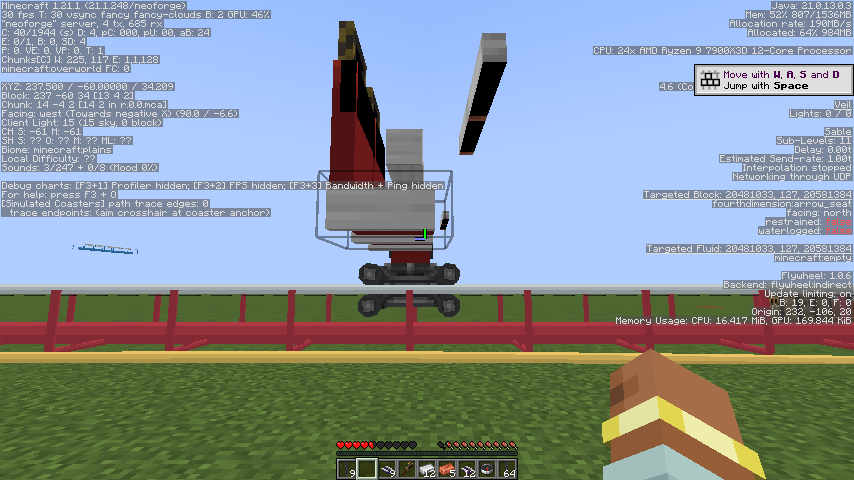 Minecraft 1.21.1 (21.1.248/neoforge)
30 fps T: 30 vsync fancy fancy-clouds B: 2 GPU: 46%
"neoforge" server, 4 tx, 685 rx
C: 40/1944 (s) D: 4, pC: 000, pU: 00, aB: 24
E: 0/1, B: 0, SD: 4
P: 0, VE: 0, VP: 0, T: 1
Chunks[C] W: 225, 117 E: 1,1,128
minecraft:overworld FC: 0
XYZ: 237.500 / -60.00000 / 34.209
Block: 237 -60 34 [13 4 2]
Chunk: 14 -4 2 [14 2 in r.0.0.mca]
Facing: west (Towards negative X) (90.0 / -6.6)
Client Light: 15 (15 sky, 0 block)
CH S: -61 M: -61
SH S: ?? O: ?? M: ?? ML: ??
Biome: minecraft:plains
Local Difficulty: ??
Sounds: 3/247 + 0/8 (Mood 0%)
Debug charts: [F3+1] Profiler hidden; [F3+2] FPS hidden; [F3+3] Bandwidth + Ping hidden
For help: press F3 + Q
[Simulated Coasters] path trace edges: 0
trace endpoints: (aim crosshair at coaster anchor)
Java: 21.0.13.0.3
Mem: 52% 807/1536MB
Allocation rate: 190MB/s
Allocated: 64% 984MB
CPU: 24x AMD Ryzen 9 7900X3D 12-Core Processor
Move with W, A, S and D
Jump with Space
4.6 (Co
Veil
Lights: 0 / 0
Sable
Sub-Levels: 11
Delay: 0.00t
Estimated Send-rate: 1.00t
Interpolation stopped
Networking through UDP
Targeted Block: 20481033, 127, 20581384
fourthdimension:arrow_seat
facing: north
restrained: false
waterlogged:
Targeted Fluid: 20481033, 127, 20581384
minecraft:empty
Flywheel: 1.0.6
Backend: flywheel:indirect
Update limiting: on
B: 19, E: 0, F: 0
Origin: 232, -106, 20
Memory Usage: CPU: 16.417 MiB, GPU: 169.844 KiB
9
9
12
5
12
64